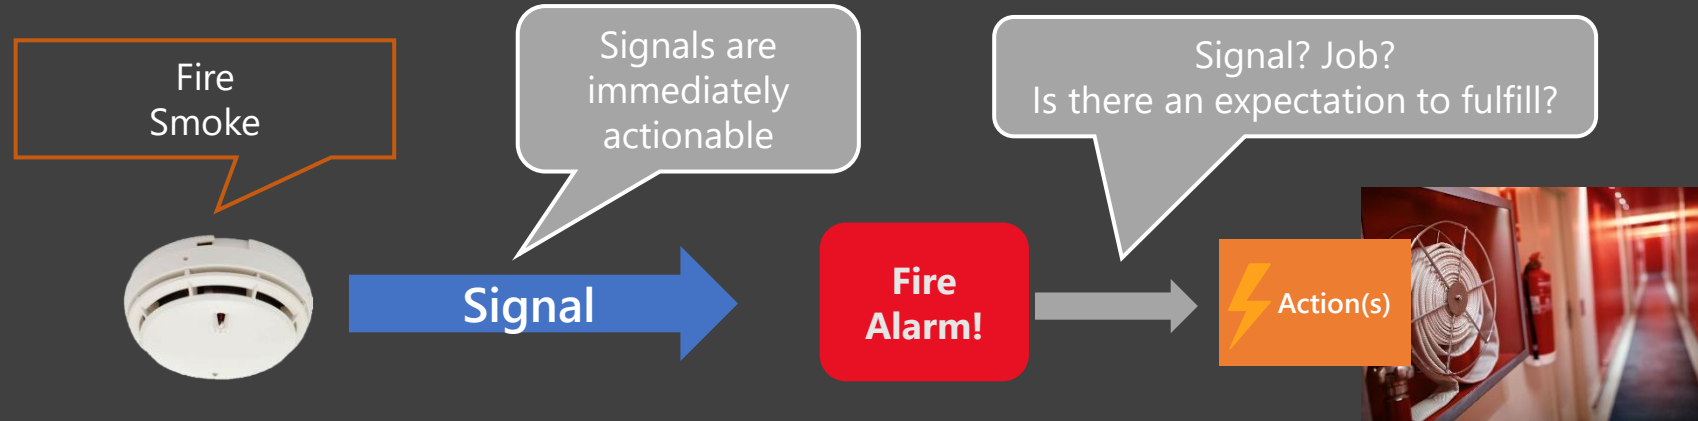 Fire
Smoke
Signals are
immediately
actionable
Signal? Job?
Is there an expectation to fulfill?
Signal
Fire
Alarm!
Action(s)